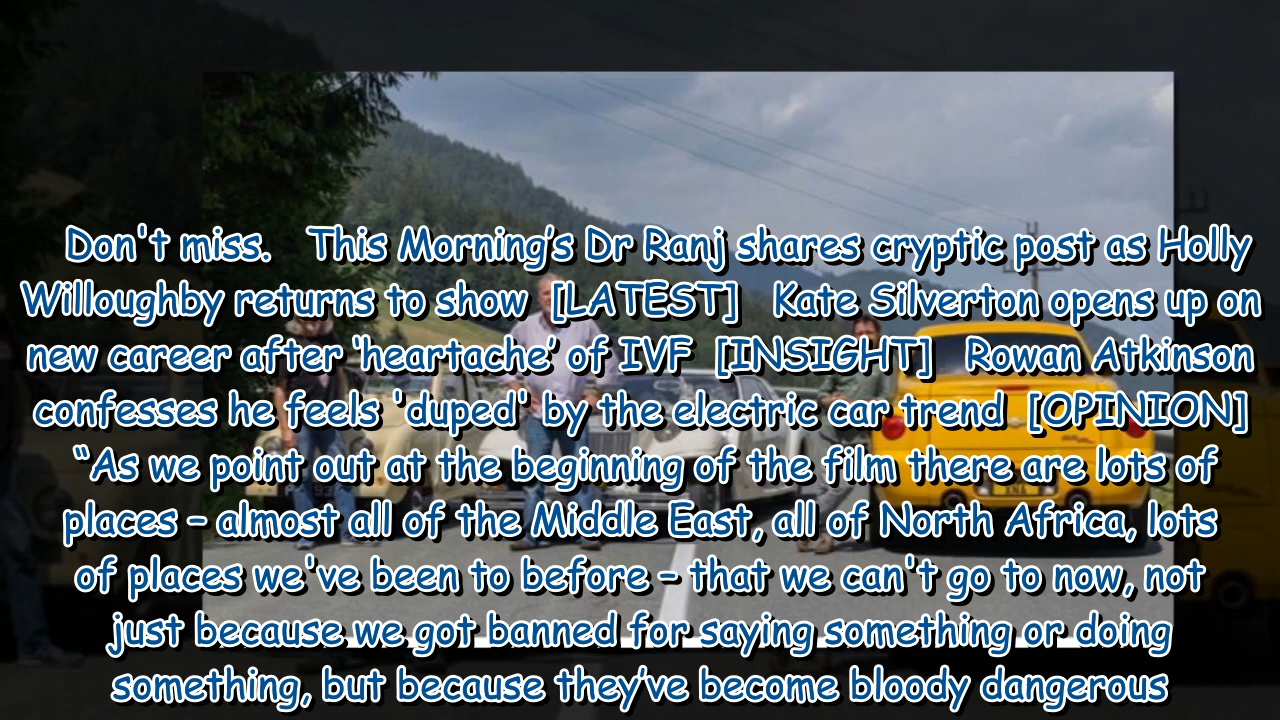 Don't miss.   This Morning’s Dr Ranj shares cryptic post as Holly
Willoughby returns to show  [LATEST]   Kate Silverton opens up on
new career after ‘heartache’ of IVF  [INSIGHT]   Rowan Atkinson
confesses he feels 'duped' by the electric car trend  [OPINION]
“As we point out at the beginning of the film there are lots of
places – almost all of the Middle East, all of North Africa, lots
of places we've been to before – that we can't go to now, not
just because we got banned for saying something or doing
something, but because they’ve become bloody dangerous